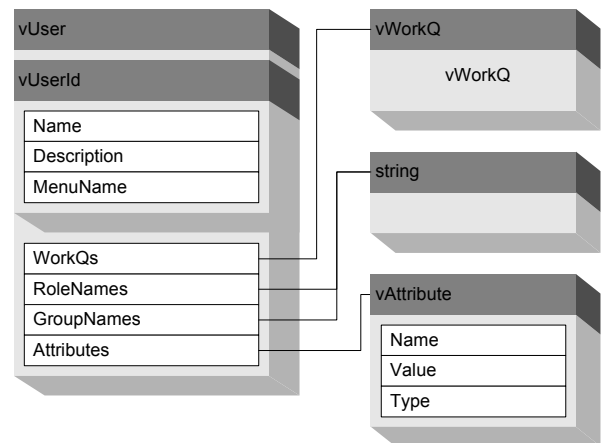 vUser
vUserId
Name
Description
MenuName
WorkQs
RoleNames
GroupNames
Attributes
vWorkQ
vWorkQ
string
vAttribute
Name
Value
Type